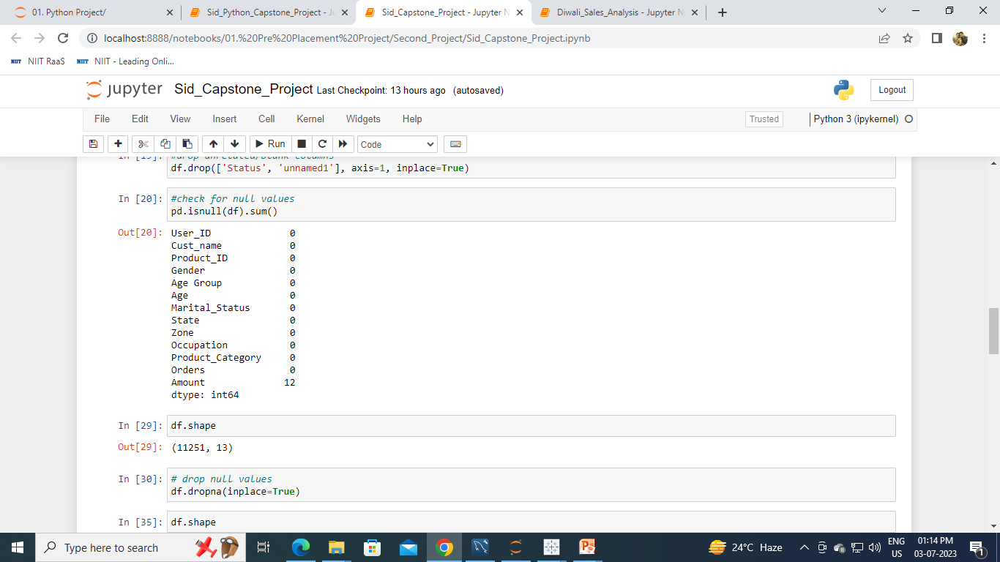 01. Python Project/
Sid_Python_Capstone_Project - Ju
Sid_Capstone_Project - Jupyter N
Diwali_Sales_Analysis - Jupyter N
localhost:8888/notebooks/01.%20Pre%20Placement%20Project/Second_Project/Sid_Capstone_Project.ipynb
NIIT NIIT RaaS NIIT NIIT - Leading Onli...
jupyter Sid_Capstone_Project Last Checkpoint: 13 hours ago (autosaved)
Logout
File Edit View Insert Cell Kernel Widgets Help
Trusted Python 3 (ipykernel)
Run Code
In [19]: #drop unrelated/blank columns
df.drop(['Status', 'unnamed1'], axis=1, inplace=True)
In [20]: #check for null values
pd.isnull(df).sum()
Out[20]: User_ID 0
Cust_name 0
Product_ID 0
Gender 0
Age Group 0
Age 0
Marital_Status 0
State 0
Zone 0
Occupation 0
Product_Category 0
Orders 0
Amount 12
dtype: int64
In [29]: df.shape
Out[29]: (11251, 13)
In [30]: # drop null values
df.dropna(inplace=True)
In [35]: df.shape
Type here to search
24°C Haze
ENG
US
01:14 PM
03-07-2023
1